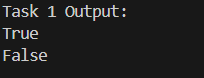 Task 1 Output:
True
False